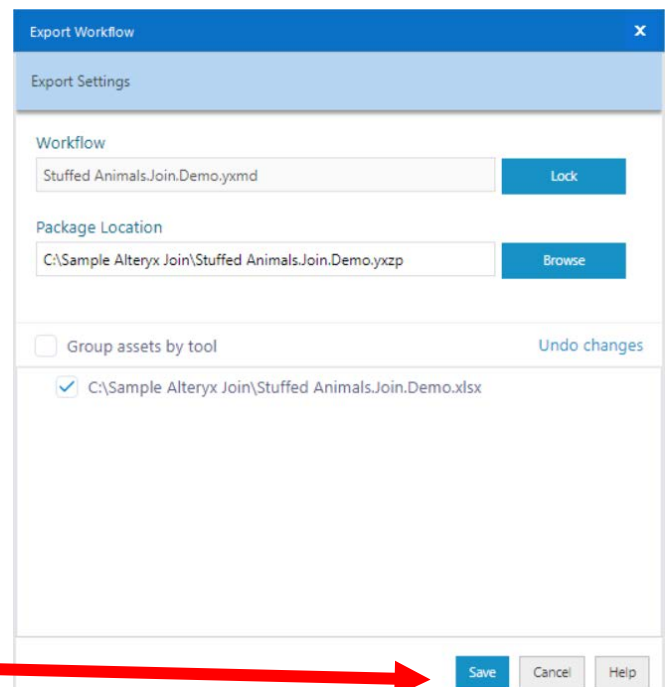 Export Workflow x
Export Settings
Workflow
Stuffed Animals.Join.Demo.yxmd Lock
Package Location
C:\Sample Alteryx Join\Stuffed Animals.Join.Demo.yxzp Browse
Group assets by tool Undo changes
C:\Sample Alteryx Join\Stuffed Animals.Join.Demo.xlsx
Save Cancel Help